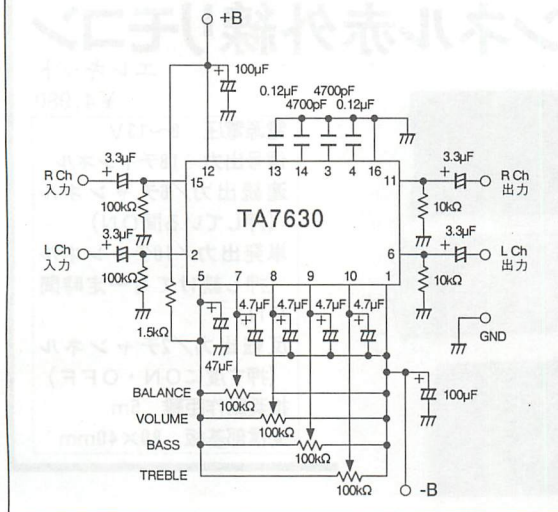 +B
100μF
0.12μF 4700pF
4700pF 0.12μF
3.3μF
R Ch
入力
15
12
13
14
3
4
16
11
3.3μF
R Ch
出力
100kΩ
TA7630
10kΩ
3.3μF
L Ch
入力
2
6
3.3μF
L Ch
出力
100kΩ
5
7
8
9
10
1
10kΩ
4.7μF
4.7μF
4.7μF
4.7μF
GND
1.5kΩ
47μF
100μF
BALANCE
100kΩ
VOLUME
100kΩ
BASS
100kΩ
TREBLE
100kΩ
-B